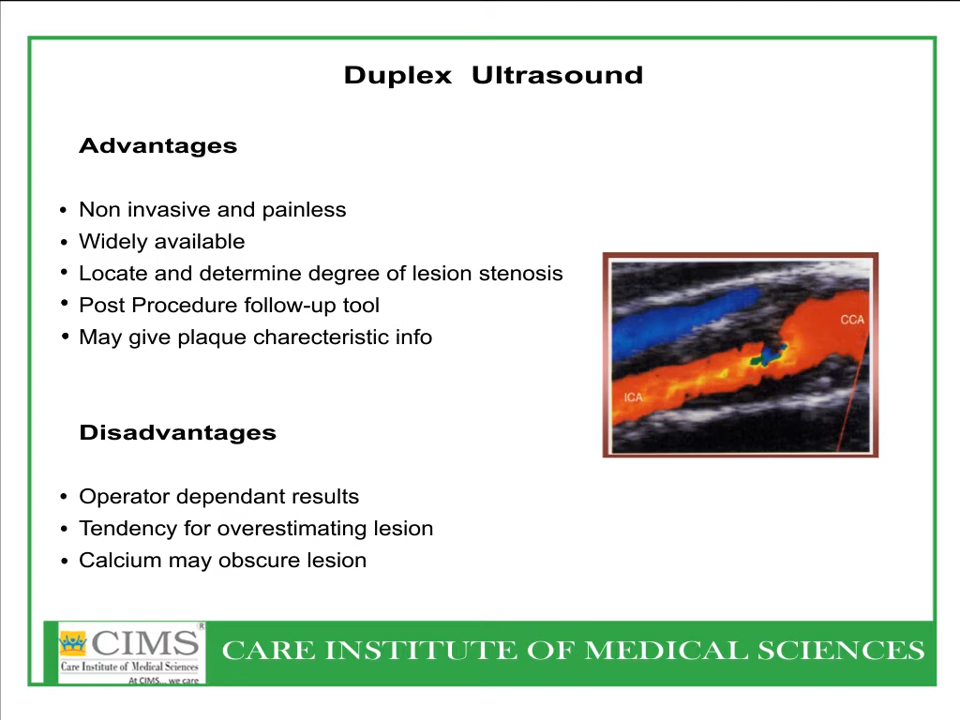 Duplex Ultrasound
Advantages
• Non invasive and painless
• Widely available
• Locate and determine degree of lesion stenosis
• Post Procedure follow-up tool
• May give plaque charecteristic info
CCA
ICA
Disadvantages
• Operator dependant results
• Tendency for overestimating lesion
• Calcium may obscure lesion
CIMS®
Care Institute of Medical Sciences
At CIMS... we care
CARE INSTITUTE OF MEDICAL SCIENCES